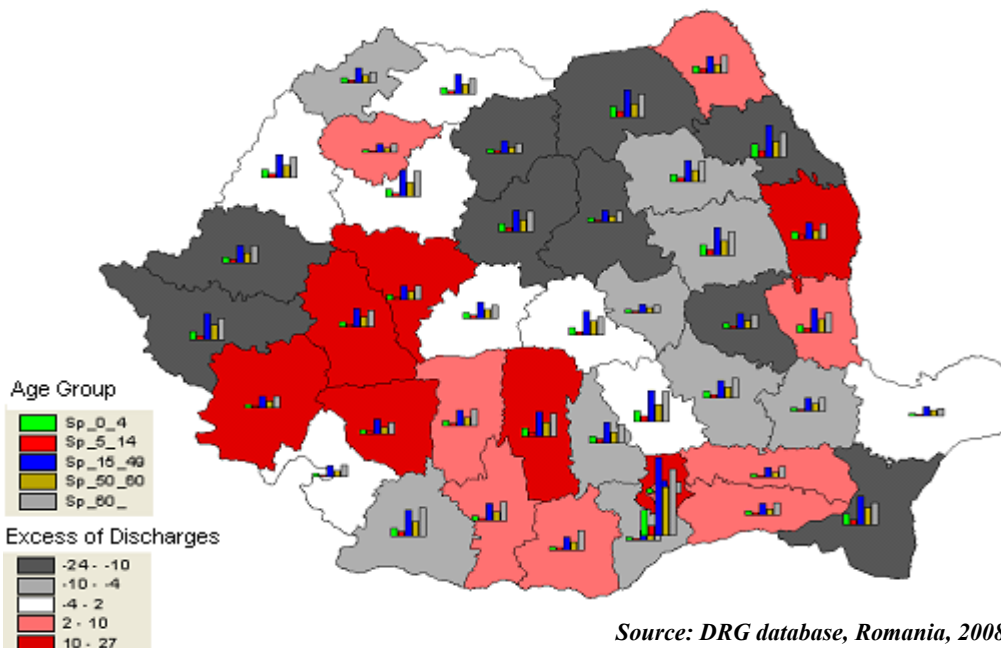 Age Group
Sp_0_4
Sp_5_14
Sp_15_49
Sp_50_60
Sp_60_
Excess of Discharges
-24 - -10
-10 - -4
-4 - 2
2 - 10
10 - 27
Source: DRG database, Romania, 2008